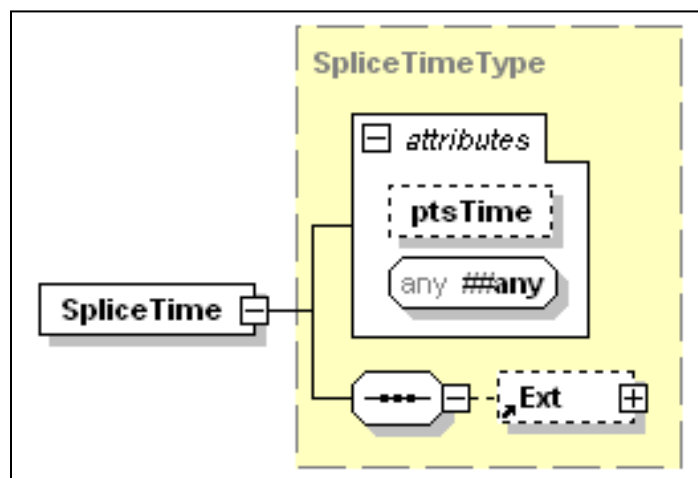 SpliceTimeType
attributes
ptsTime
any ##any
SpliceTime
Ext